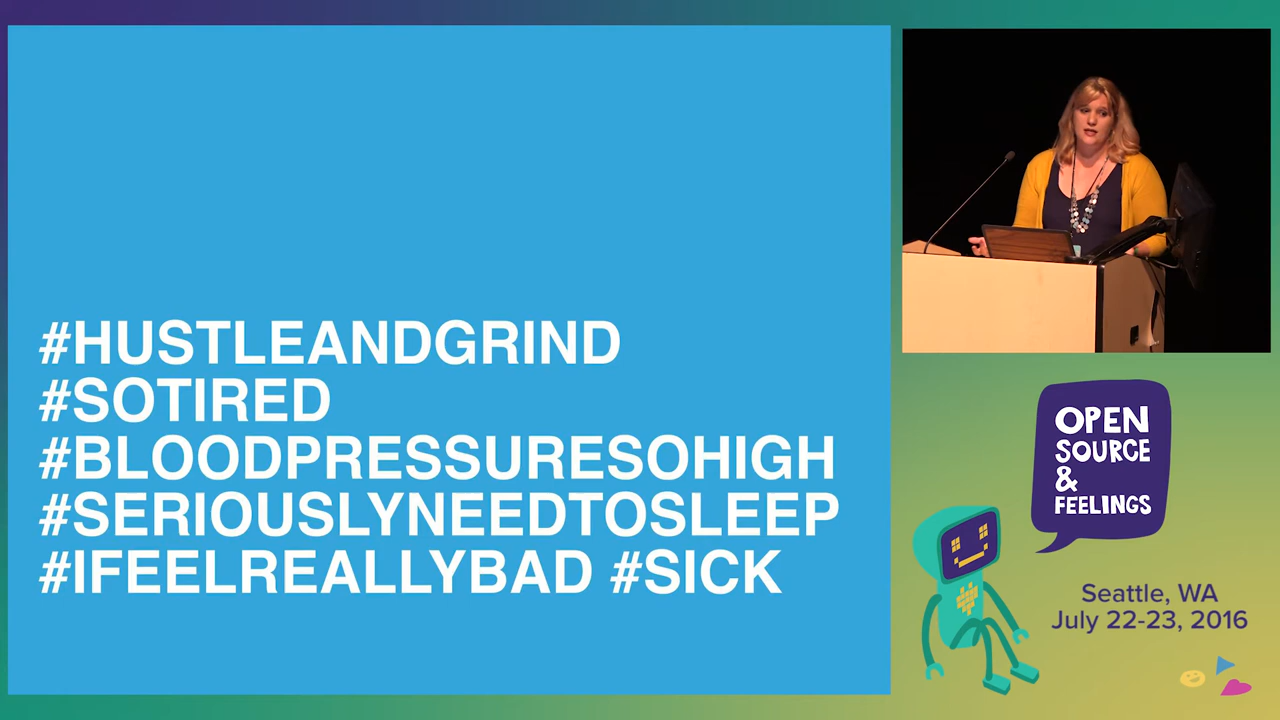 #HUSTLEANDGRIND
#SOTIRED
#BLOODPRESSURESOHIGH
#SERIOUSLYNEEDTOSLEEP
#IFEELREALLYBAD #SICK
OPEN
SOURCE
&
FEELINGS
Seattle, WA
July 22-23, 2016